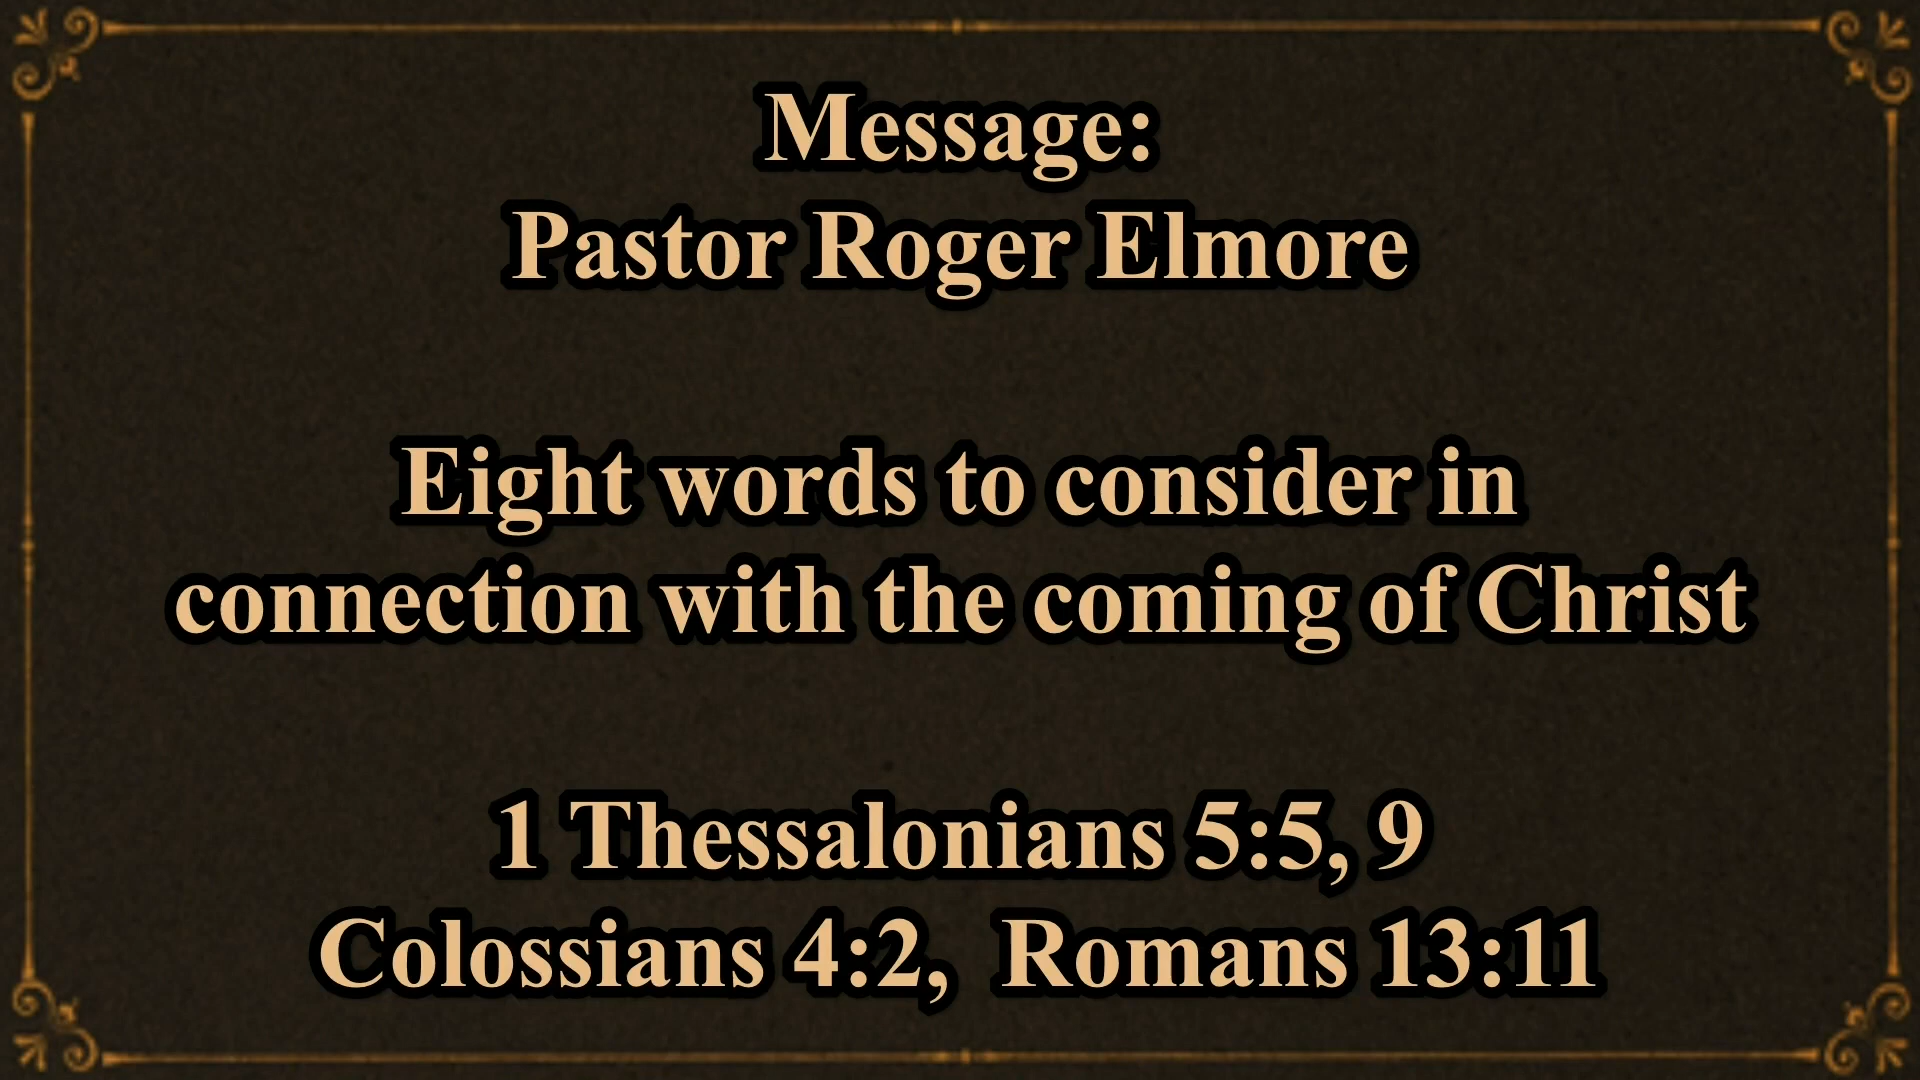 Message:
Pastor Roger Elmore
Eight words to consider in
connection with the coming of Christ
1 Thessalonians 5:5, 9
Colossians 4:2,  Romans 13:11